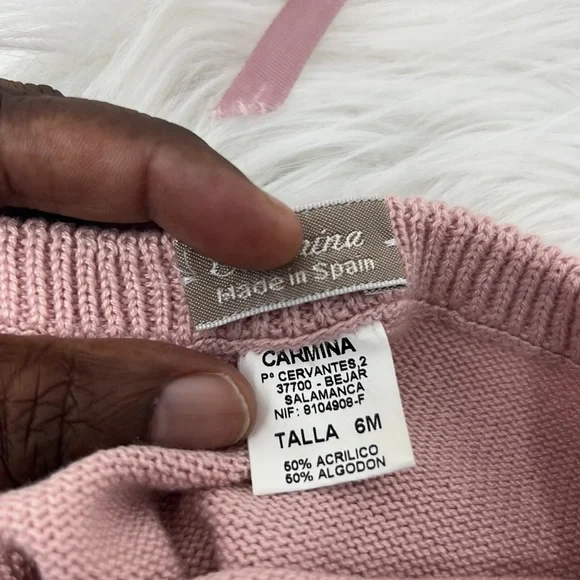 Made in Spain
CARMINA
Pº CERVANTES,2
37700 - BEJAR
SALAMANCA
NIF: 8104908-F
TALLA 6M
50% ACRILICO
50% ALGODON